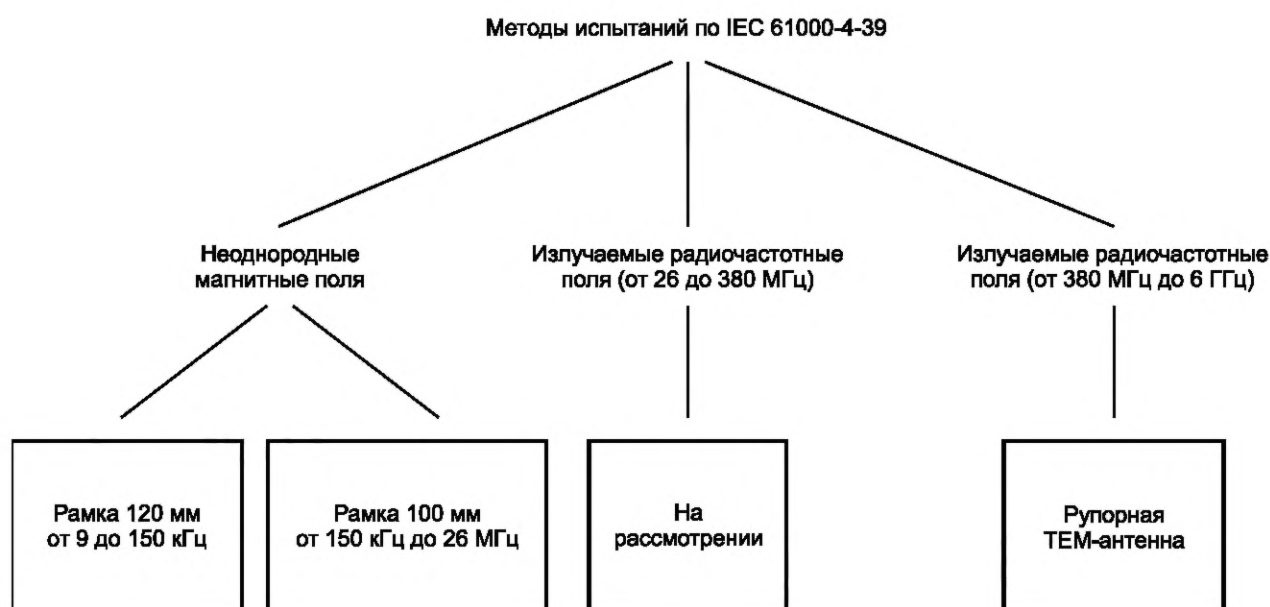 Методы испытаний по IEC 61000-4-39
Неоднородные
магнитные поля
Излучаемые радиочастотные
поля (от 26 до 380 МГц)
Излучаемые радиочастотные
поля (от 380 МГц до 6 ГГц)
Рамка 120 мм
от 9 до 150 кГц
Рамка 100 мм
от 150 кГц до 26 МГц
На
рассмотрении
Рупорная
ТЕМ-антенна